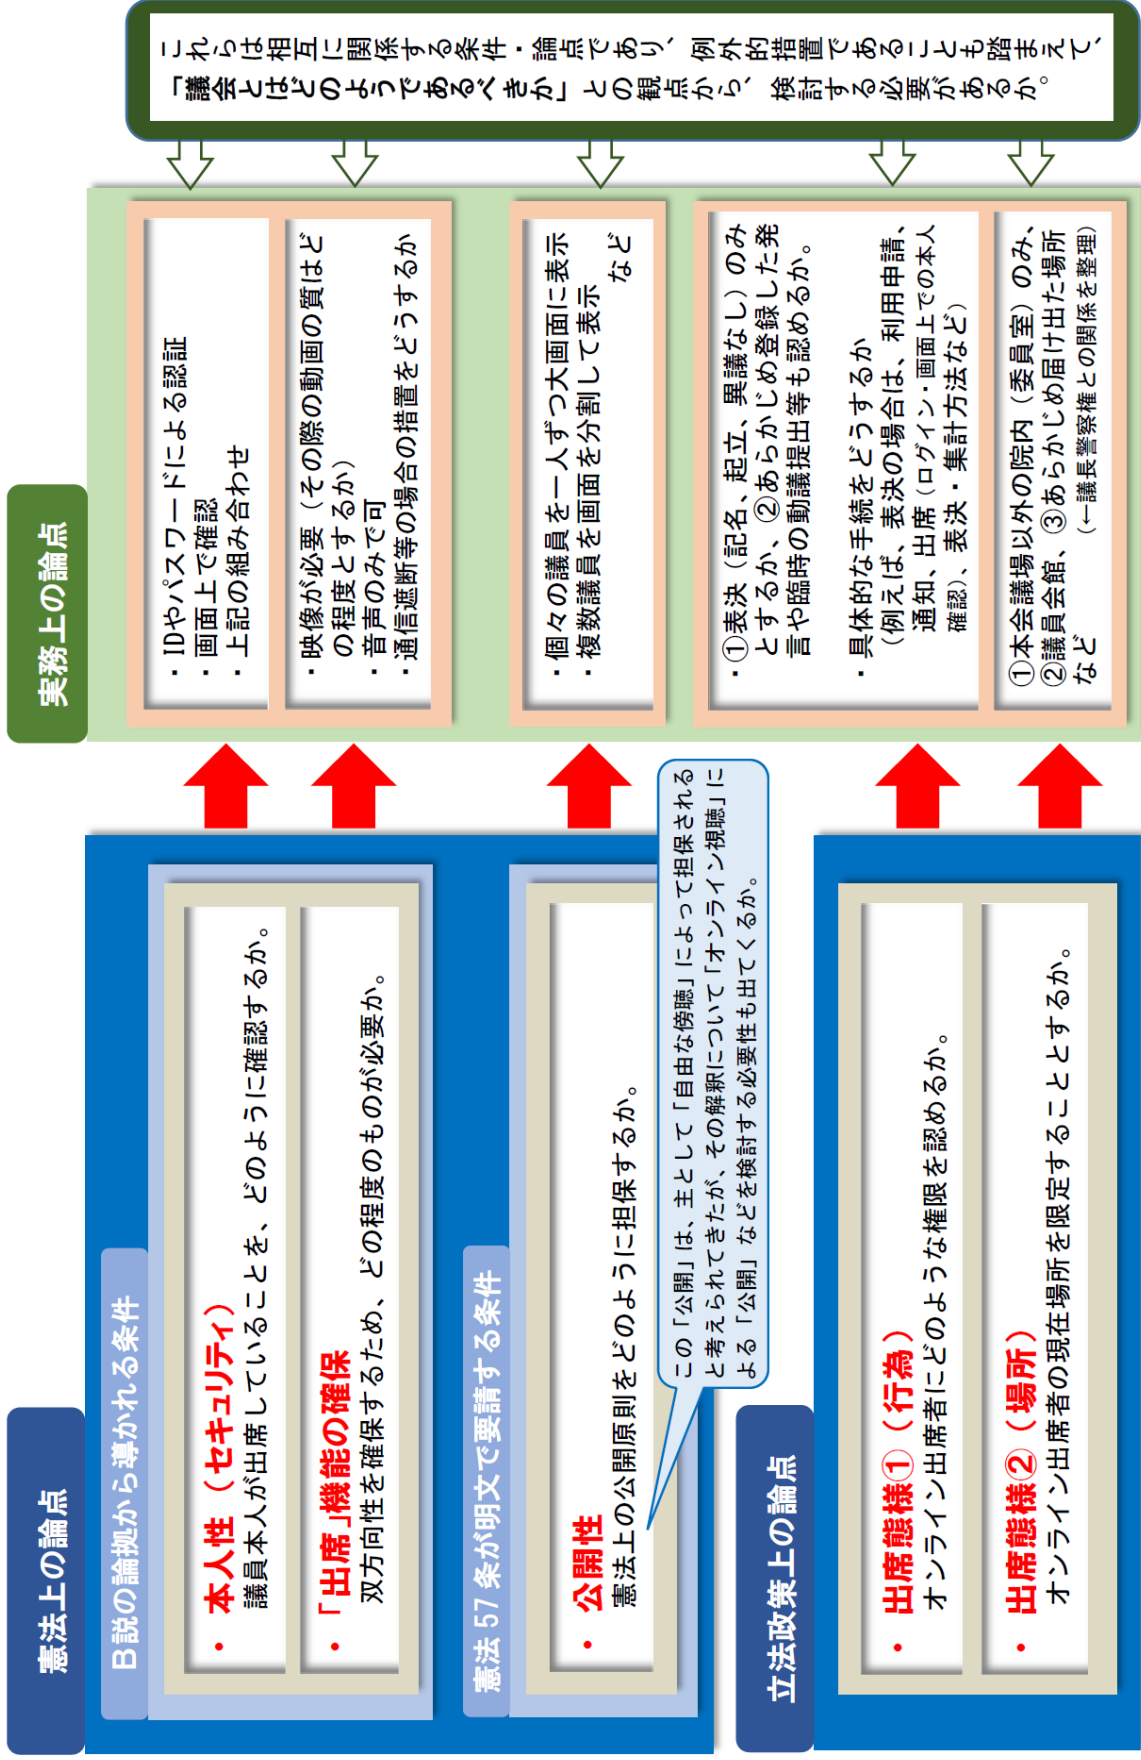 憲法上の論点
B説の論拠から導かれる条件
・ 本人性（セキュリティ）
議員本人が出席していることを、どのように確認するか。
・ 「出席」機能の確保
双方向性を確保するため、どの程度のものが必要か。
憲法 57 条が明文で要請する条件
・ 公開性
憲法上の公開原則をどのように担保するか。
この「公開」は、主として「自由な傍聴」によって担保される
と考えられてきたが、その解釈について「オンライン視聴」に
よる「公開」などを検討する必要性も出てくるか。
立法政策上の論点
・ 出席態様①（行為）
オンライン出席者にどのような権限を認めるか。
・ 出席態様②（場所）
オンライン出席者の現在場所を限定することとするか。
実務上の論点
・IDやパスワードによる認証
・画面上で確認
・上記の組み合わせ
・映像が必要（その際の動画の質はど
の程度とするか）
・音声のみで可
・通信遮断等の場合の措置をどうするか
・個々の議員を一人ずつ大画面に表示
・複数議員を画面を分割して表示
など
・①表決（記名、起立、異議なし）のみ
とするか、②あらかじめ登録した発
言や臨時の動議提出等も認めるか。
・具体的な手続をどうするか
（例えば、表決の場合は、利用申請、
通知、出席（ログイン・画面上での本人
確認）、表決・集計方法など）
①本会議場以外の院内（委員室）のみ、
②議員会館、③あらかじめ届け出た場所
など　（←議長警察権との関係を整理）
これらは相互に関係する条件・論点であり、例外的措置であることも踏まえて、
「議会とはどのようであるべきか」との観点から、検討する必要があるか。